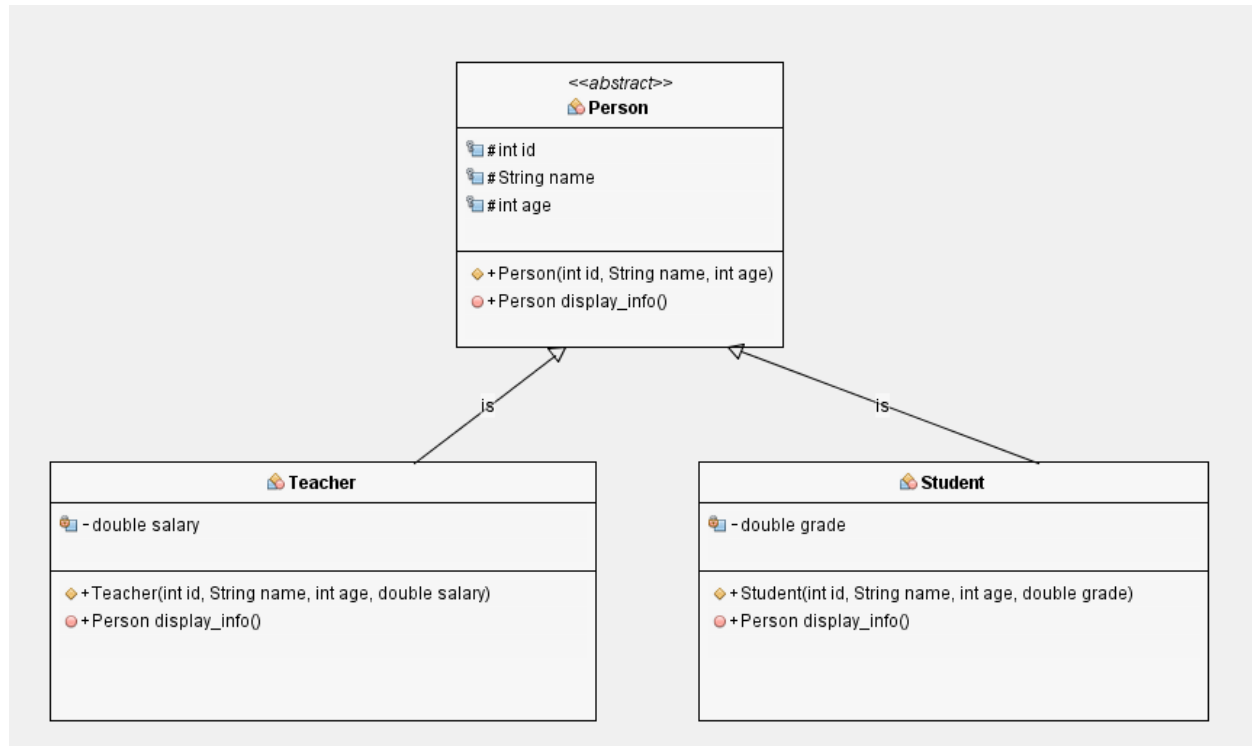 <<abstract>>
Person
#int id
#String name
#int age
+Person(int id, String name, int age)
+Person display_info()
is
is
Teacher
-double salary
+Teacher(int id, String name, int age, double salary)
+Person display_info()
Student
-double grade
+Student(int id, String name, int age, double grade)
+Person display_info()